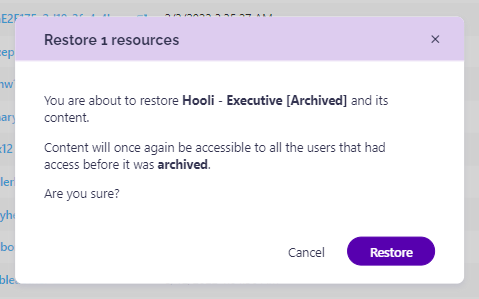 Restore 1 resources
You are about to restore Hooli - Executive [Archived] and its
content.
Content will once again be accessible to all the users that had
access before it was archived.
Are you sure?
Cancel
Restore